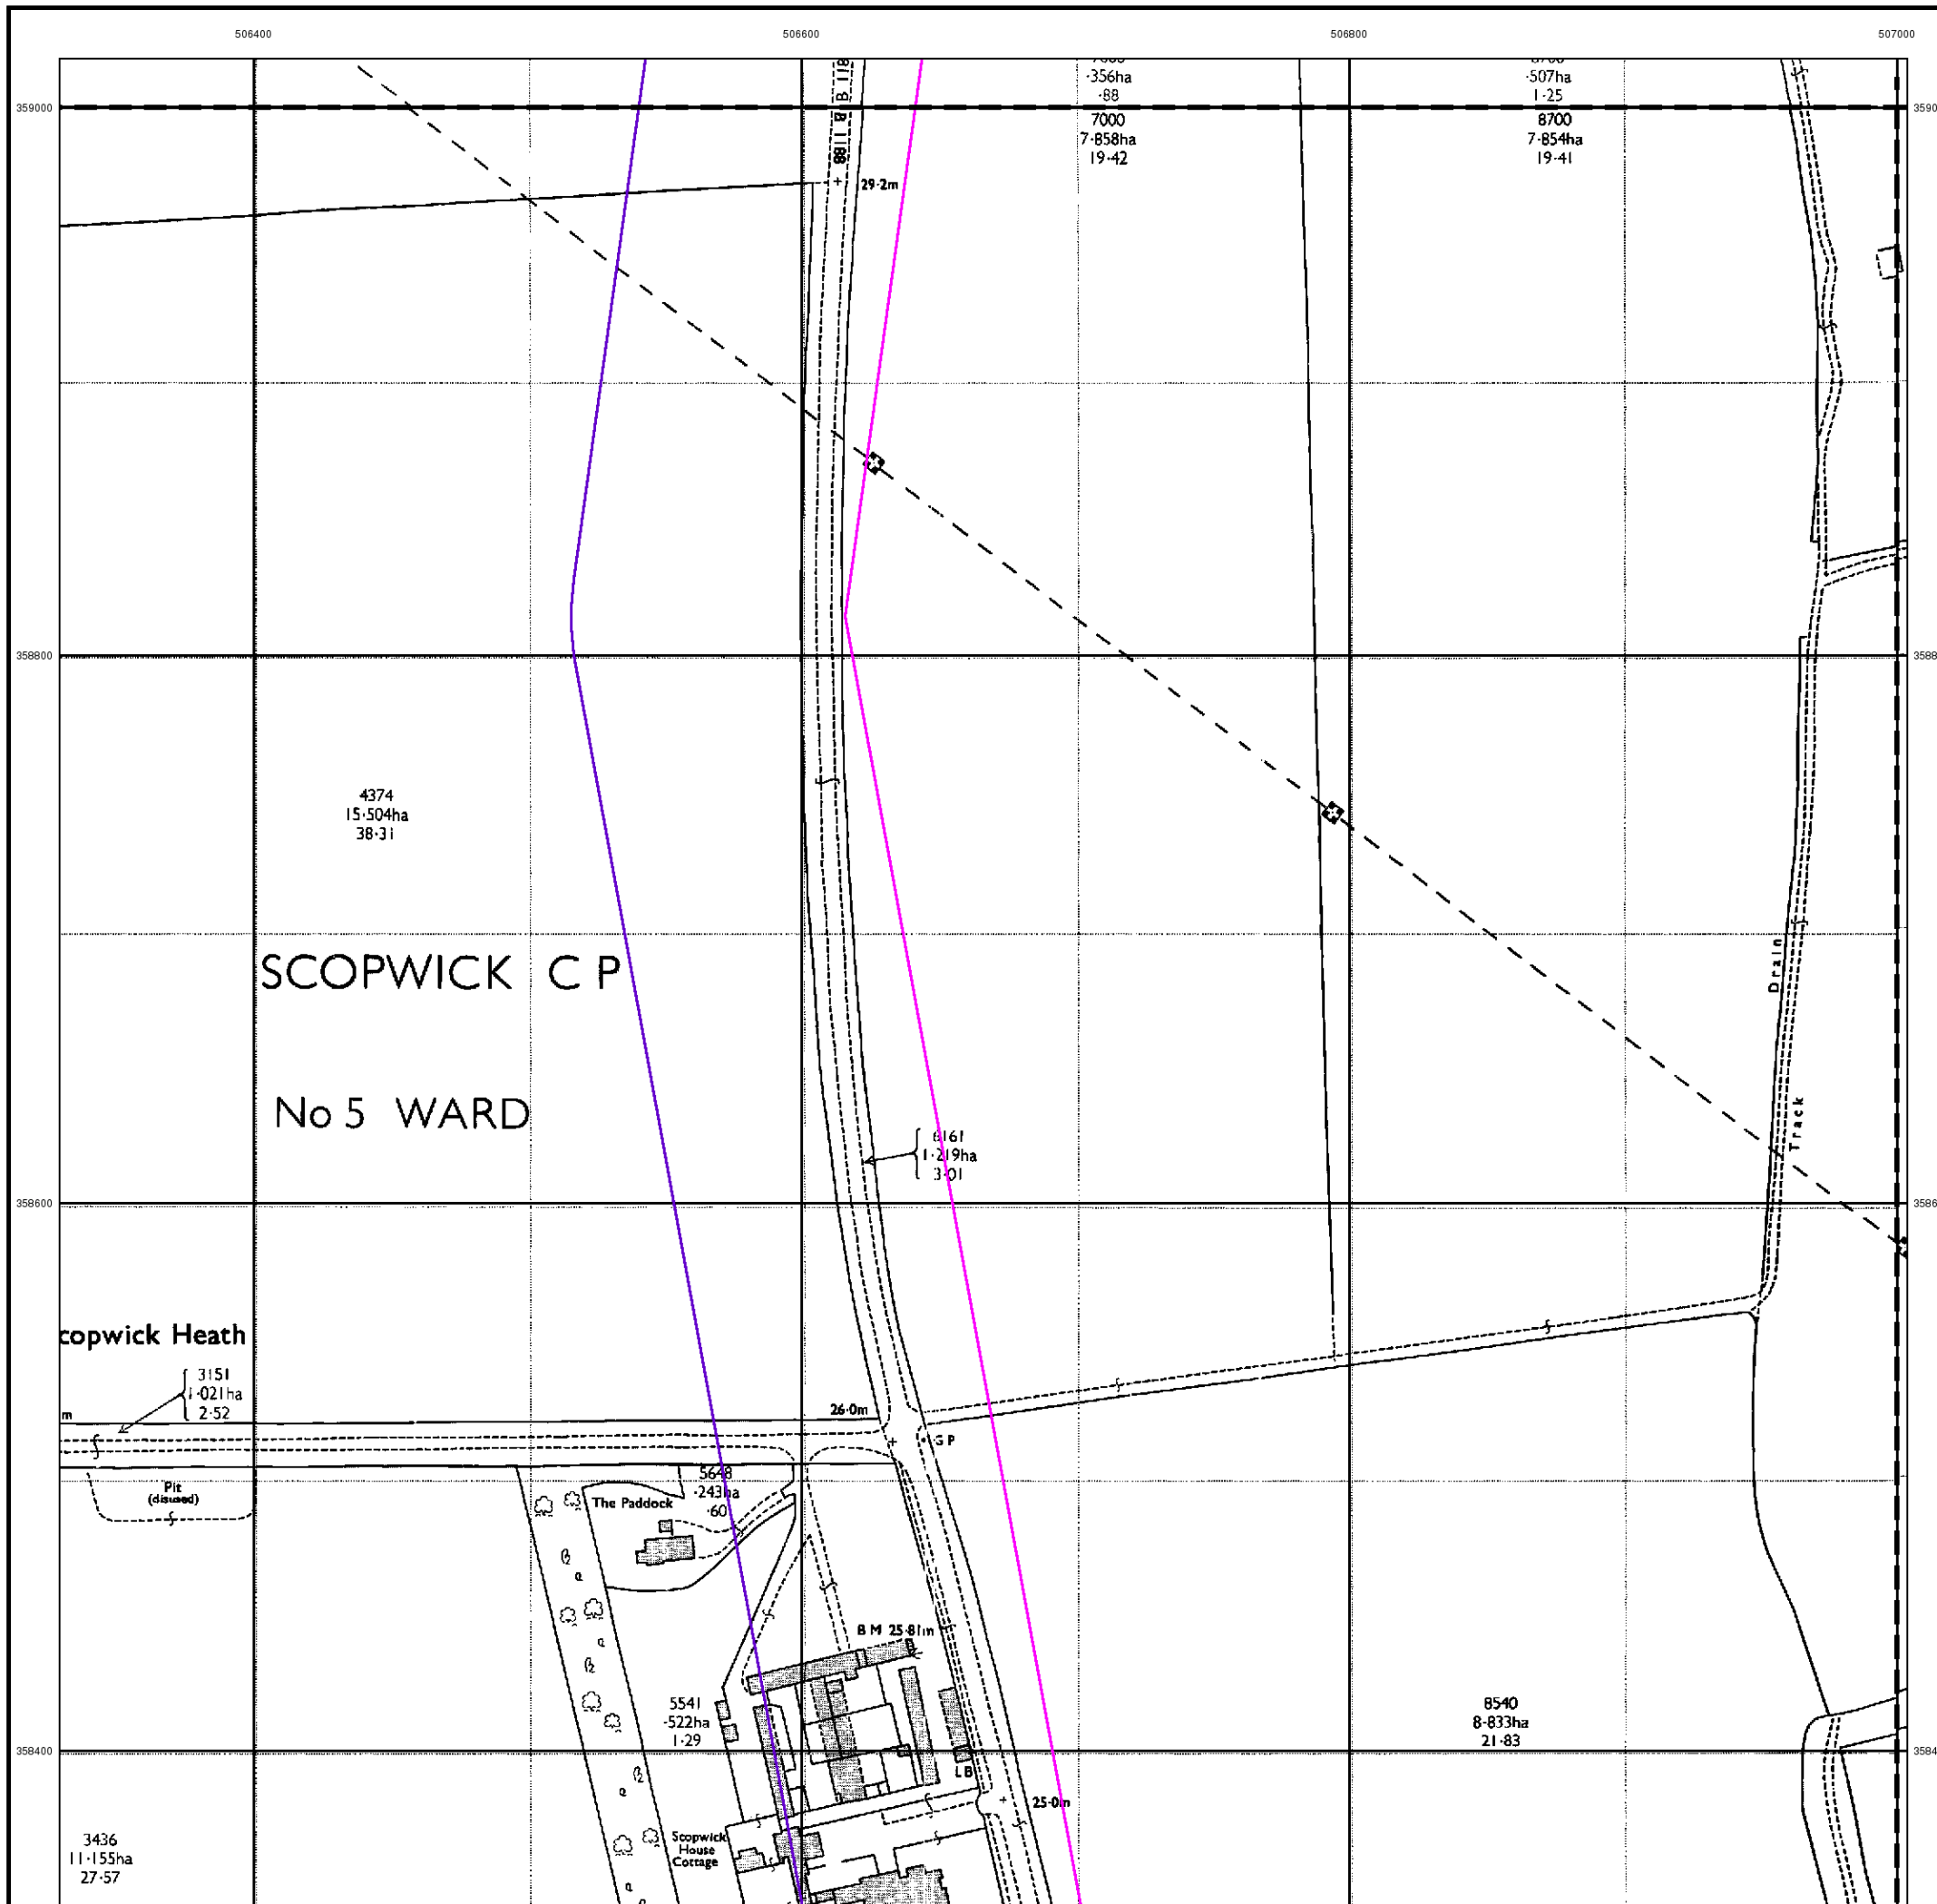 506400
506600
506800
507000
·356ha
·88
·507ha
1·25
359000
7000
7·858ha
19·42
8700
7·854ha
19·41
B 1188
29·2m
358800
4374
15·504ha
38·31
SCOPWICK C P
Drain
No 5 WARD
Track
6161
1·219ha
3·01
358600
copwick Heath
3151
1·021ha
2·52
m
26·0m
G P
Pit
(disused)
The Paddock
5648
·243ha
·60
B M 25·81m
5541
·522ha
1·29
8540
8·833ha
21·83
358400
L B
25·0m
Scopwick
House
Cottage
3436
11·155ha
27·57